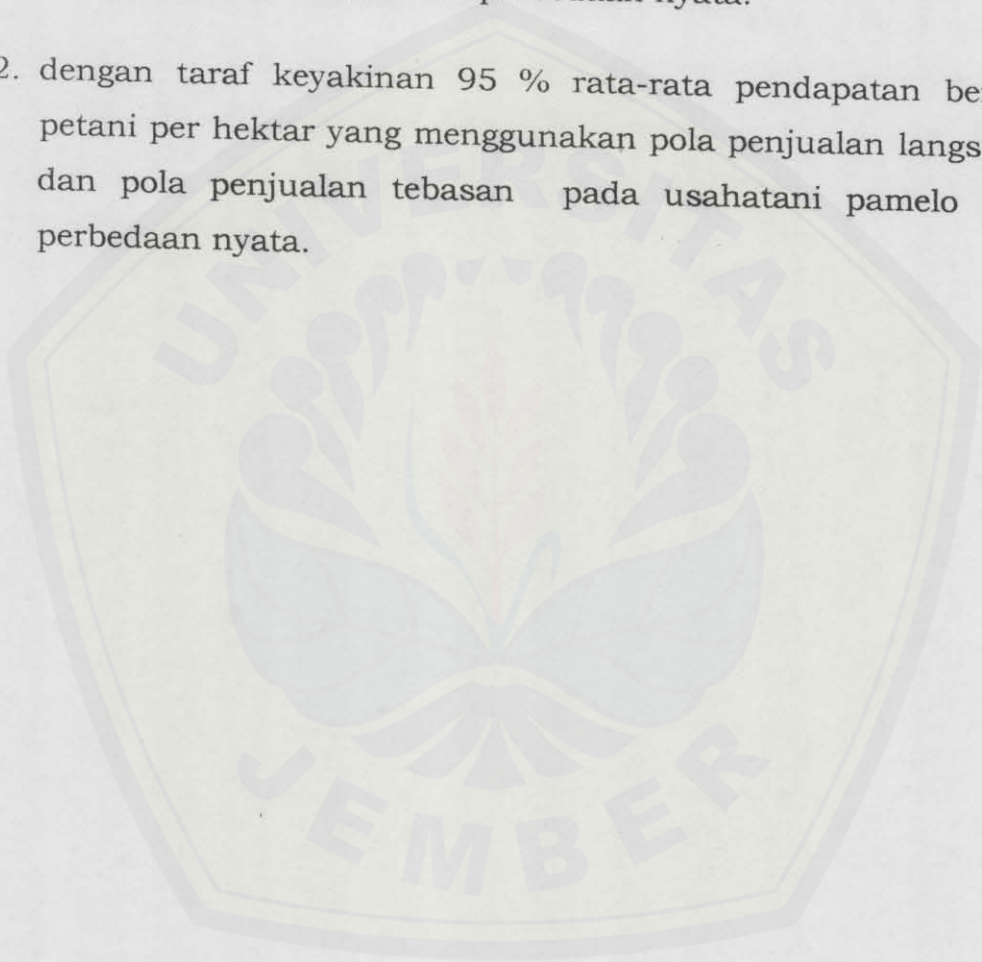 nyata.
2. dengan taraf keyakinan 95 % rata-rata pendapatan be
petani per hektar yang menggunakan pola penjualan langs
dan pola penjualan tebasan pada usahatani pamelo
perbedaan nyata.
UNIVERSITAS
JEMBER